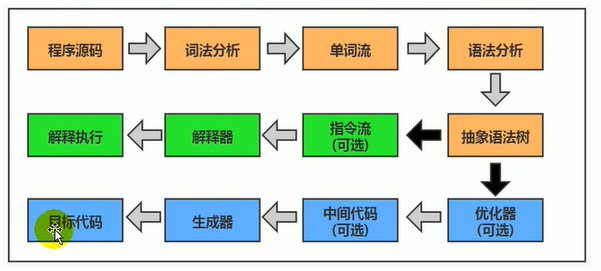 程序源码
词法分析
单词流
语法分析
解释执行
解释器
指令流
(可选)
抽象语法树
目标代码
生成器
中间代码
(可选)
优化器
(可选)